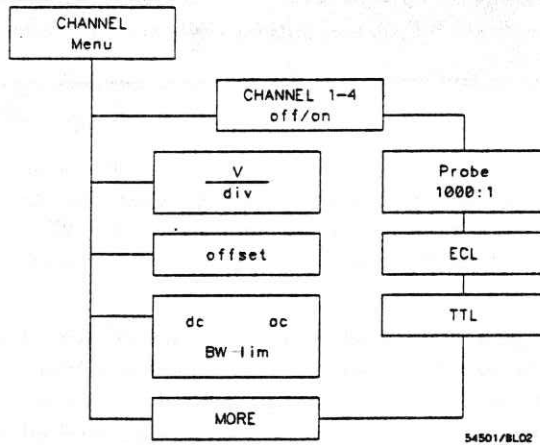 CHANNEL
Menu
CHANNEL 1-4
off/on
V
div
Probe
1000:1
offset
ECL
dc ac
BW-lim
TTL
MORE
54501/BL02